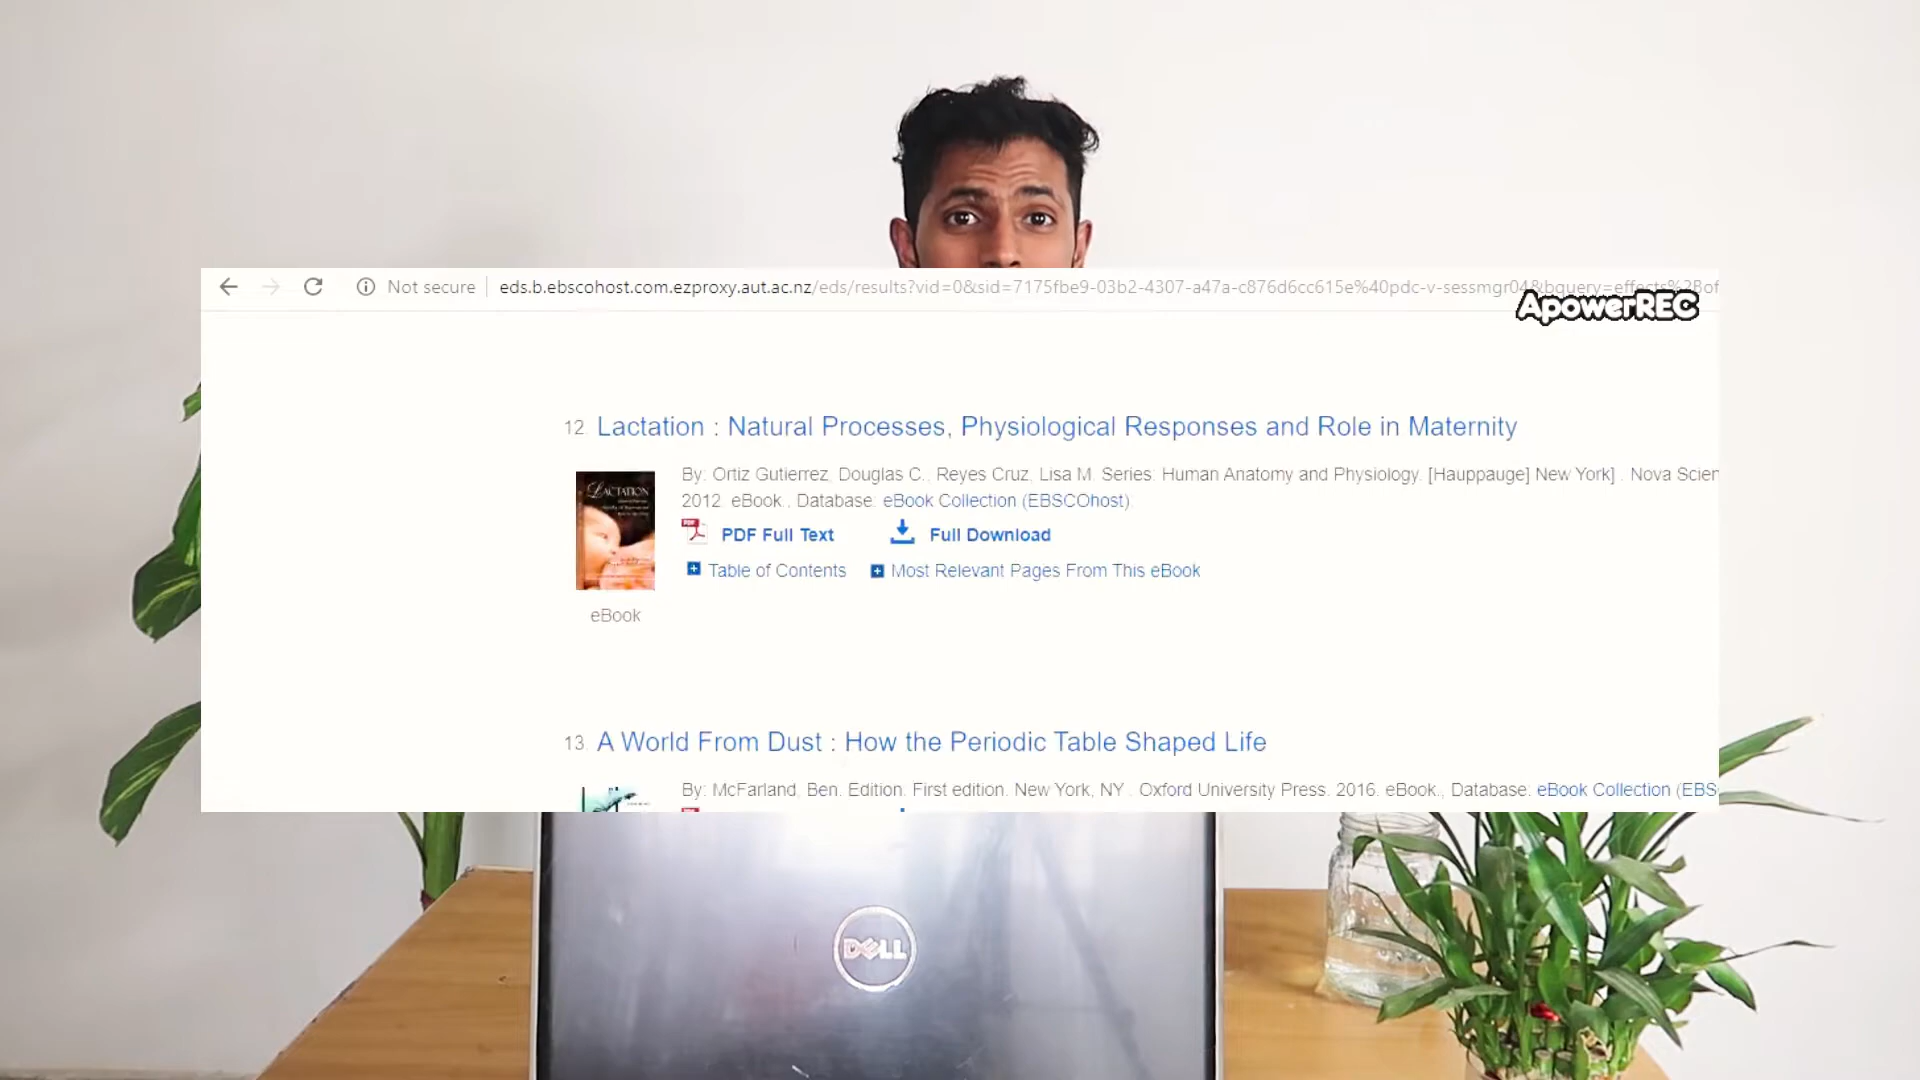 Not secure eds.b.ebscohost.com.ezproxy.aut.ac.nz/eds/results?vid=0&sid=7175fbe9-03b2-4307-a47a-c876d6cc615e%40pdc-v-sessmgr04&bquery=effects%2Bof
ApowerREC
12. Lactation : Natural Processes, Physiological Responses and Role in Maternity
By: Ortiz Gutierrez, Douglas C., Reyes Cruz, Lisa M. Series: Human Anatomy and Physiology. [Hauppauge] New York] . Nova Scien
2012. eBook., Database: eBook Collection (EBSCOhost)
LACTATION
PDF PDF Full Text Full Download
Table of Contents Most Relevant Pages From This eBook
eBook
13. A World From Dust : How the Periodic Table Shaped Life
By: McFarland, Ben. Edition: First edition. New York, NY . Oxford University Press. 2016. eBook., Database: eBook Collection (EBS
DELL